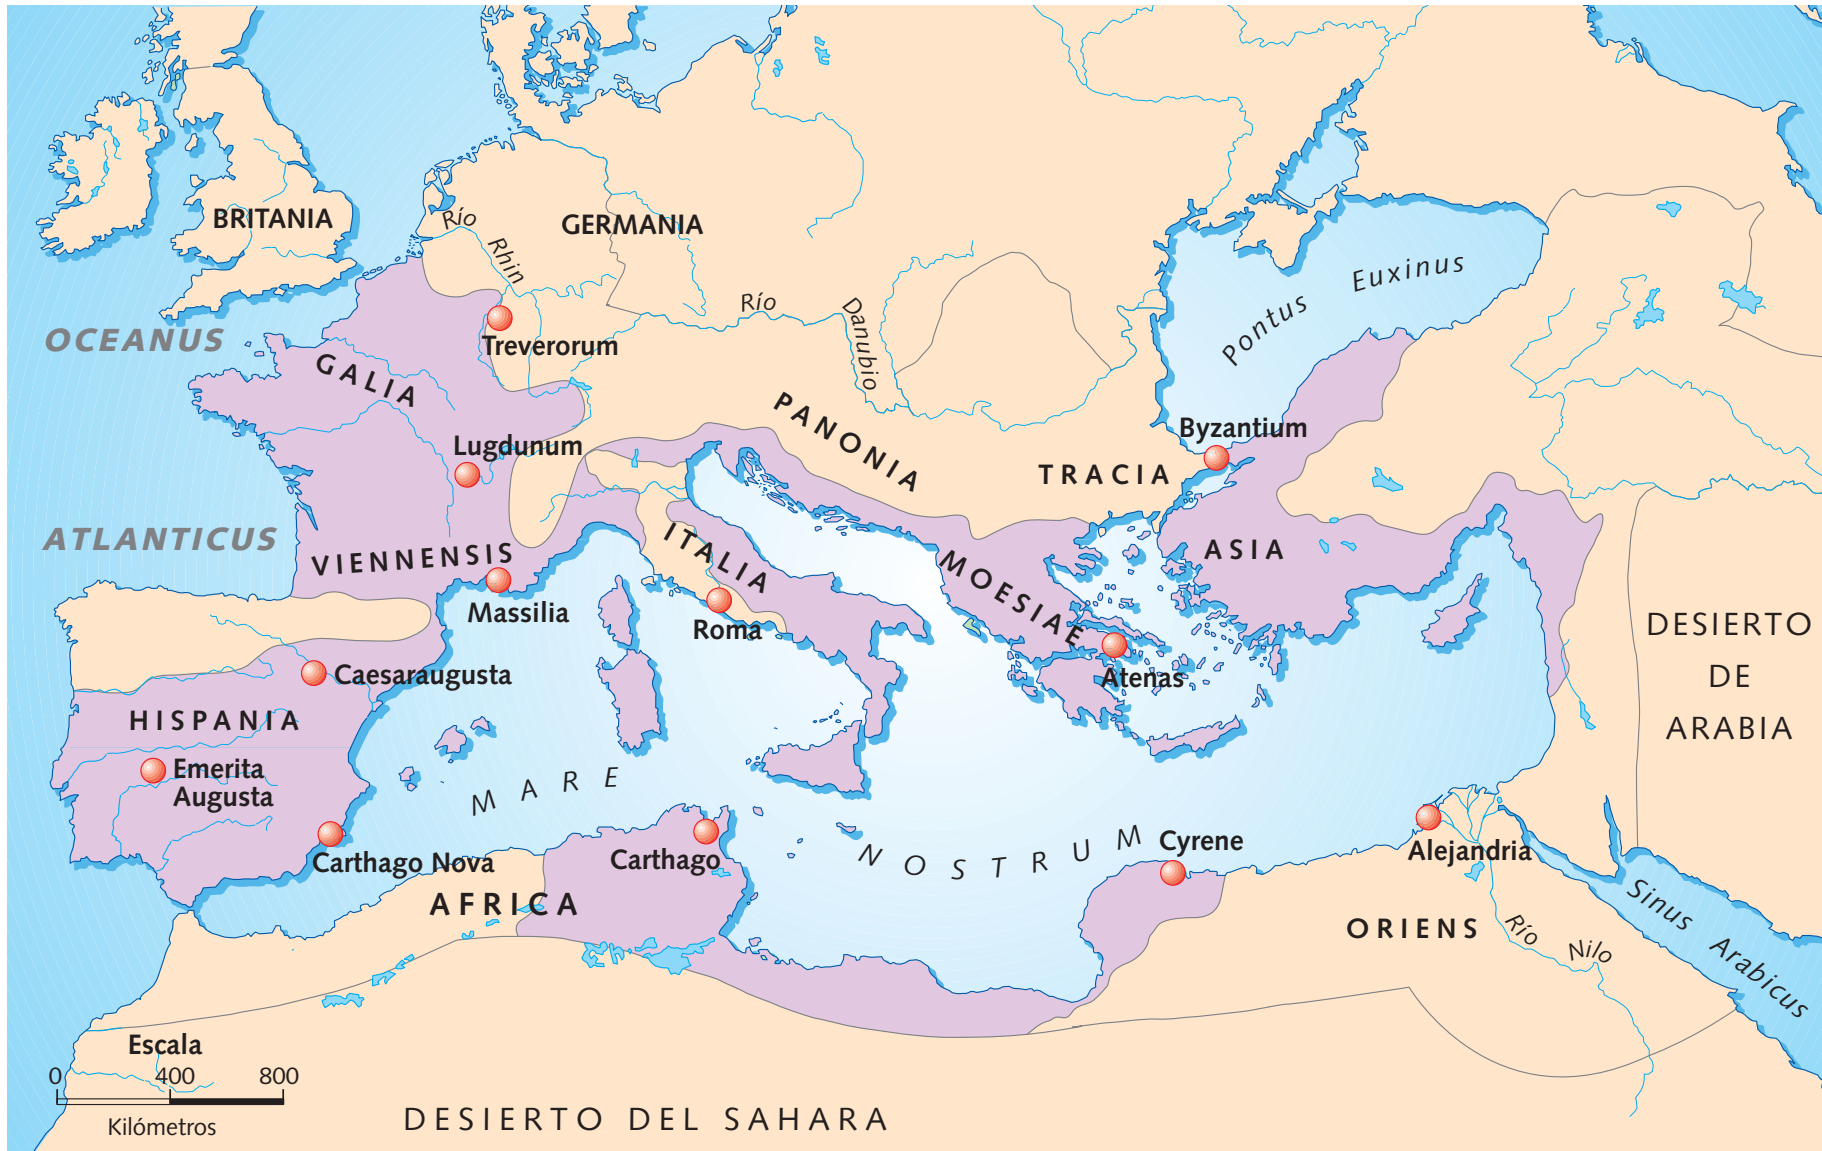 BRITANIA
Río
Rhin
GERMANIA
OCEANUS
Treverorum
GALIA
Río
Danubio
Pontus Euxinus
Lugdunum
PANONIA
Byzantium
TRACIA
ATLANTICUS
VIENNENSIS
Massilia
ITALIA
Roma
MOESIAE
Atenas
ASIA
DESIERTO
DE
ARABIA
Caesaraugusta
HISPANIA
Emerita
Augusta
MARE
NOSTRUM
Carthago Nova
Carthago
AFRICA
Cyrene
Alejandria
ORIENS
Río Nilo
Sinus Arabicus
Escala
0 400 800
Kilómetros
DESIERTO DEL SAHARA